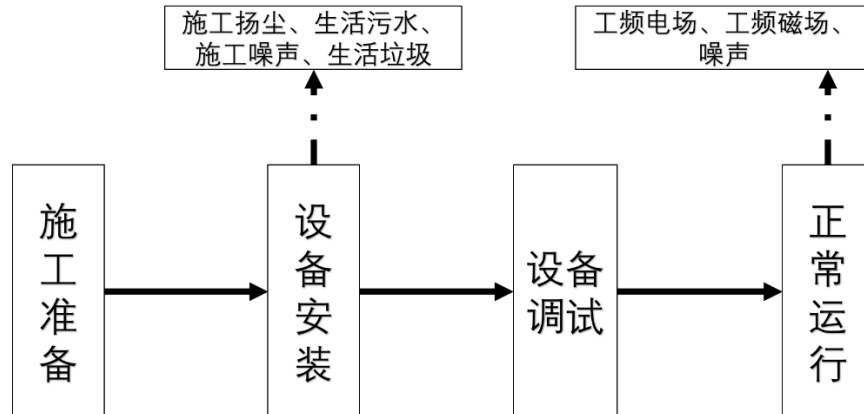 施工扬尘、生活污水、
施工噪声、生活垃圾
工频电场、工频磁场、
噪声
施工准备
设备安装
设备
调试
正常运行